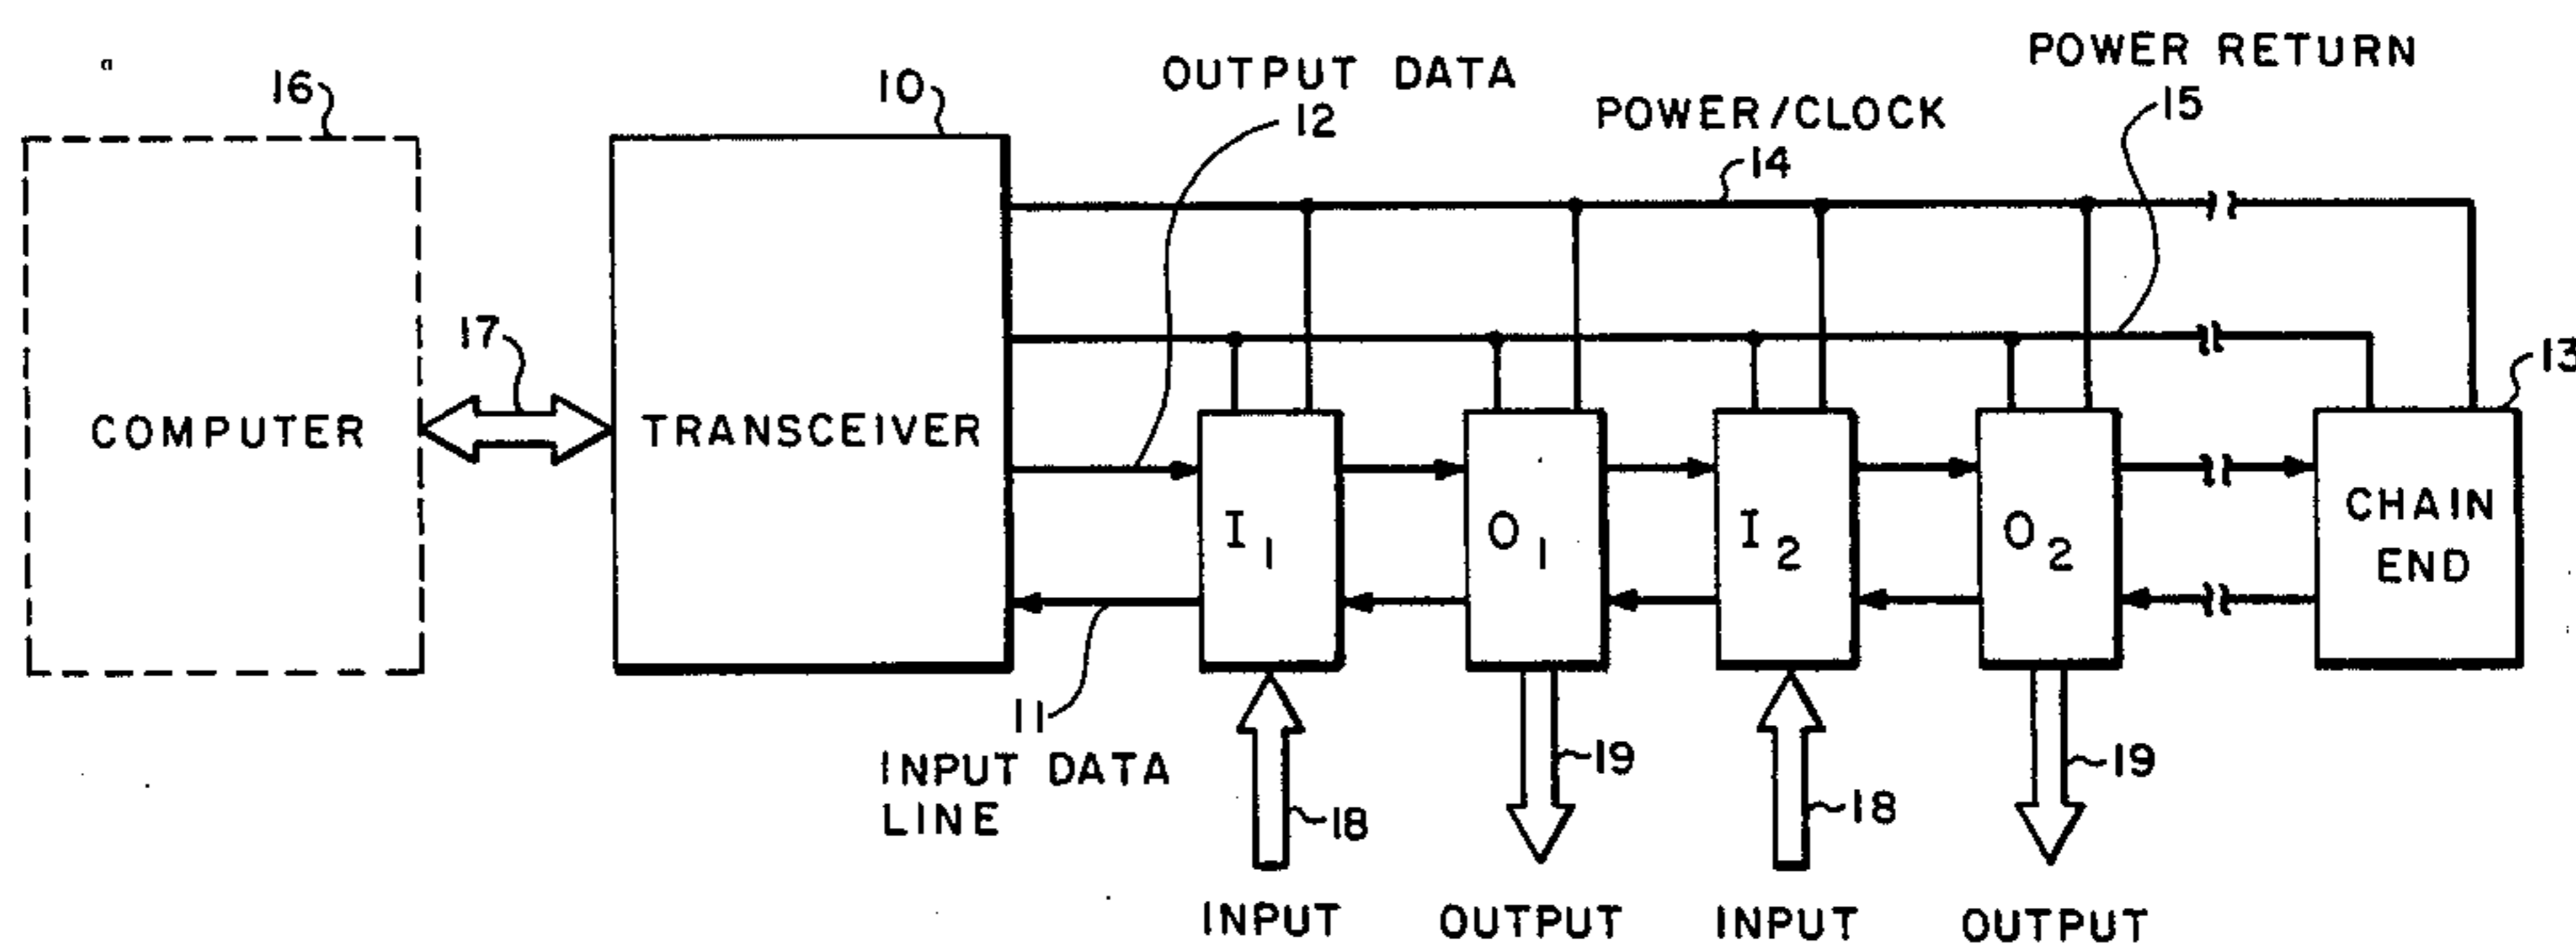 POWER RETURN
15
OUTPUT DATA
12
POWER/CLOCK
14
16
10
17
13
COMPUTER
TRANSCEIVER
I1
O1
I2
O2
CHAIN
END
11
INPUT DATA
LINE
18
19
18
19
INPUT
OUTPUT
INPUT
OUTPUT